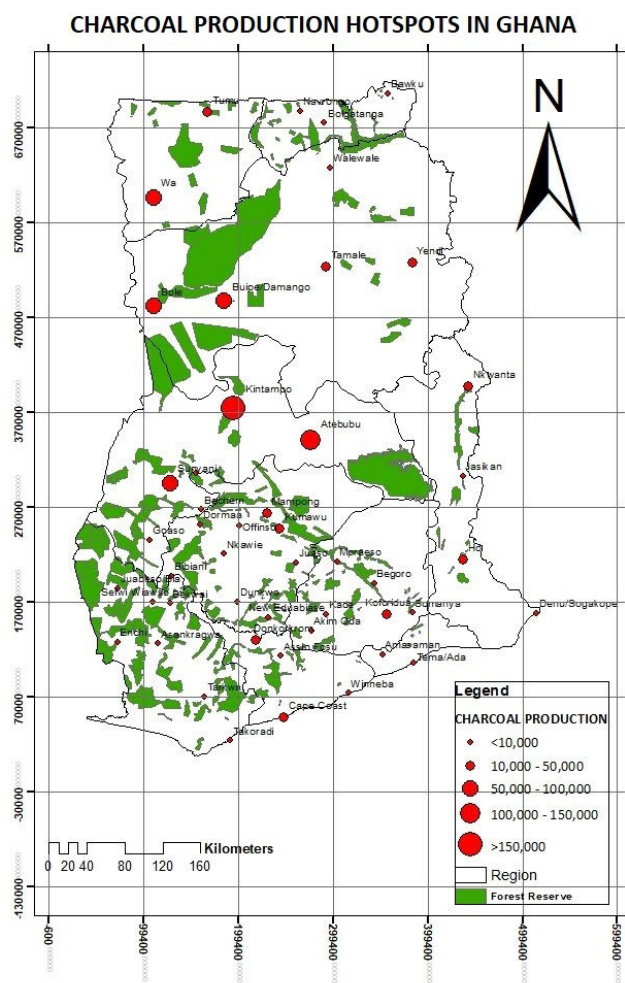 CHARCOAL PRODUCTION HOTSPOTS IN GHANA
N
Bawku
Tumu
Navrongo
Bolgatanga
Walewale
Wa
Tamale
Yendi
Bole
Buipe/Damango
Nkwanta
Kintampo
Atebubu
Sunyani
Jasikan
Bechem
Mampong
Dormaa
Offinso
Kumawu
Goaso
Nkawie
Juaso
Mpraeso
Ho
Bibiani
Begoro
Juaboso/Bia
Sefwi Wiawso
Dunkwa
New Edubiase
Kade
Koforidua
Somanya
Denu/Sogakope
Akim Oda
Enchi
Asankragwa
Donkorkrom
Assin Fosu
Amasaman
Tema/Ada
Tarkwa
Winneba
Cape Coast
Takoradi
670000
570000
470000
370000
270000
170000
70000
-30000
-130000
Legend
CHARCOAL PRODUCTION
<10,000
10,000 - 50,000
50,000 - 100,000
100,000 - 150,000
>150,000
Region
Forest Reserve
Kilometers
0 20 40 80 120 160
-600
99400
199400
299400
399400
499400
599400